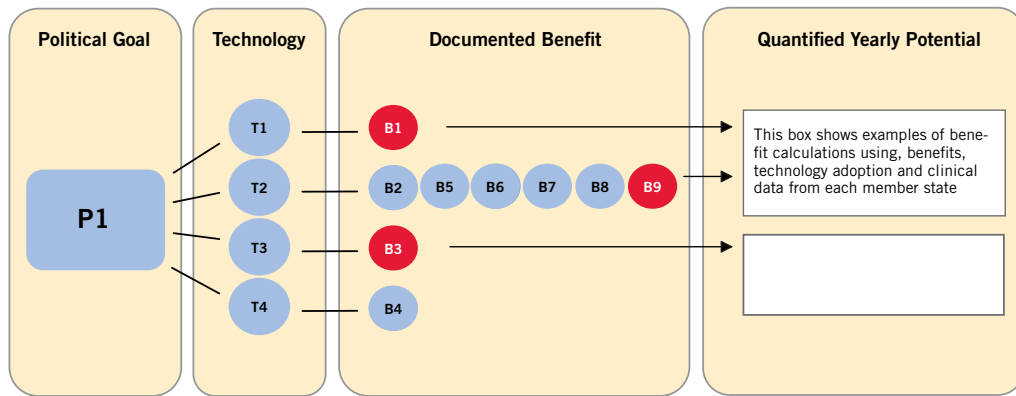 Political Goal
Technology
Documented Benefit
Quantified Yearly Potential
P1
T1
T2
T3
T4
B1
B2
B5
B6
B7
B8
B9
B3
B4
This box shows examples of bene-
fit calculations using, benefits,
technology adoption and clinical
data from each member state